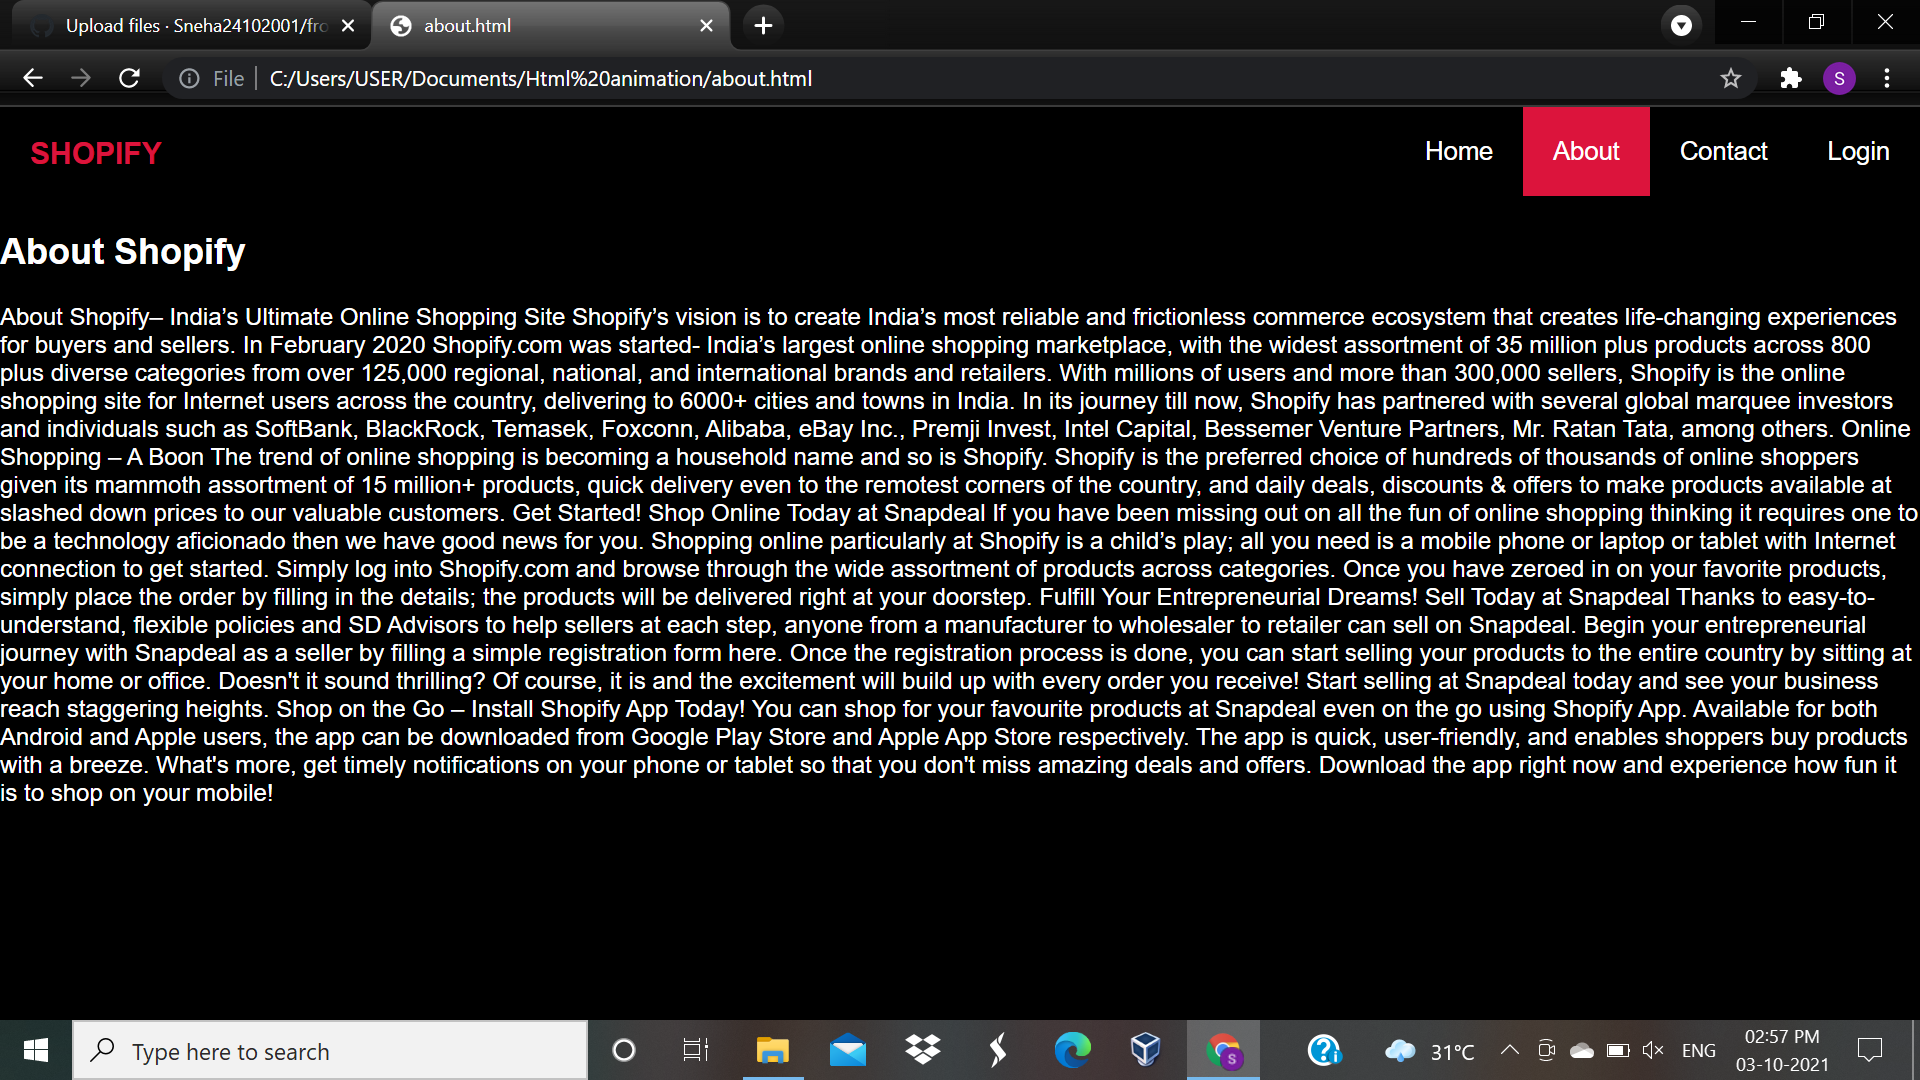 Upload files · Sneha24102001/fro
about.html
File
C:/Users/USER/Documents/Html%20animation/about.html
S
SHOPIFY
Home
About
Contact
Login
About Shopify
About Shopify– India’s Ultimate Online Shopping Site Shopify’s vision is to create India’s most reliable and frictionless commerce ecosystem that creates life-changing experiences
for buyers and sellers. In February 2020 Shopify.com was started- India’s largest online shopping marketplace, with the widest assortment of 35 million plus products across 800
plus diverse categories from over 125,000 regional, national, and international brands and retailers. With millions of users and more than 300,000 sellers, Shopify is the online
shopping site for Internet users across the country, delivering to 6000+ cities and towns in India. In its journey till now, Shopify has partnered with several global marquee investors
and individuals such as SoftBank, BlackRock, Temasek, Foxconn, Alibaba, eBay Inc., Premji Invest, Intel Capital, Bessemer Venture Partners, Mr. Ratan Tata, among others. Online
Shopping – A Boon The trend of online shopping is becoming a household name and so is Shopify. Shopify is the preferred choice of hundreds of thousands of online shoppers
given its mammoth assortment of 15 million+ products, quick delivery even to the remotest corners of the country, and daily deals, discounts & offers to make products available at
slashed down prices to our valuable customers. Get Started! Shop Online Today at Snapdeal If you have been missing out on all the fun of online shopping thinking it requires one to
be a technology aficionado then we have good news for you. Shopping online particularly at Shopify is a child’s play; all you need is a mobile phone or laptop or tablet with Internet
connection to get started. Simply log into Shopify.com and browse through the wide assortment of products across categories. Once you have zeroed in on your favorite products,
simply place the order by filling in the details; the products will be delivered right at your doorstep. Fulfill Your Entrepreneurial Dreams! Sell Today at Snapdeal Thanks to easy-to-
understand, flexible policies and SD Advisors to help sellers at each step, anyone from a manufacturer to wholesaler to retailer can sell on Snapdeal. Begin your entrepreneurial
journey with Snapdeal as a seller by filling a simple registration form here. Once the registration process is done, you can start selling your products to the entire country by sitting at
your home or office. Doesn't it sound thrilling? Of course, it is and the excitement will build up with every order you receive! Start selling at Snapdeal today and see your business
reach staggering heights. Shop on the Go – Install Shopify App Today! You can shop for your favourite products at Snapdeal even on the go using Shopify App. Available for both
Android and Apple users, the app can be downloaded from Google Play Store and Apple App Store respectively. The app is quick, user-friendly, and enables shoppers buy products
with a breeze. What's more, get timely notifications on your phone or tablet so that you don't miss amazing deals and offers. Download the app right now and experience how fun it
is to shop on your mobile!
Type here to search
S
31°C
ENG
02:57 PM
03-10-2021